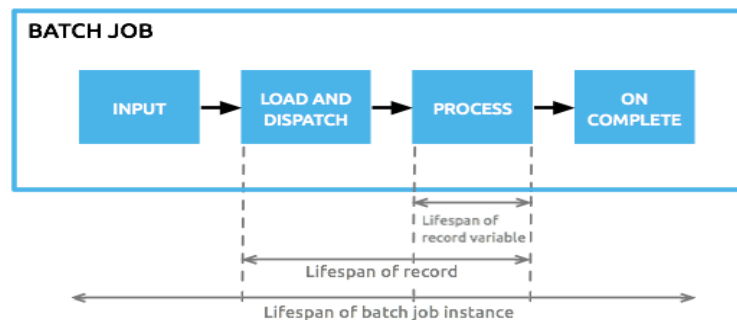 BATCH JOB
INPUT
LOAD AND
DISPATCH
PROCESS
ON
COMPLETE
Lifespan of
record variable
Lifespan of record
Lifespan of batch job instance